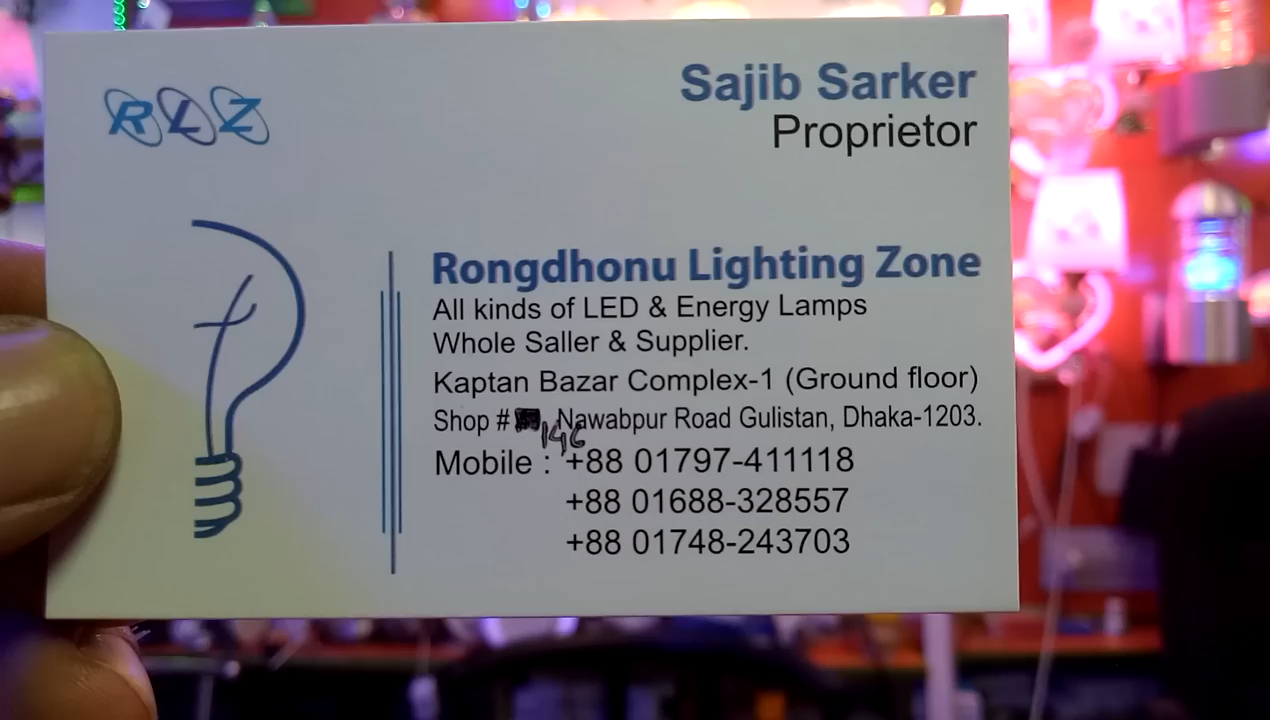 RLZ
Sajib Sarker
Proprietor
Rongdhonu Lighting Zone
All kinds of LED & Energy Lamps
Whole Saller & Supplier.
Kaptan Bazar Complex-1 (Ground floor)
Shop # 146 Nawabpur Road Gulistan, Dhaka-1203.
Mobile : +88 01797-411118
+88 01688-328557
+88 01748-243703